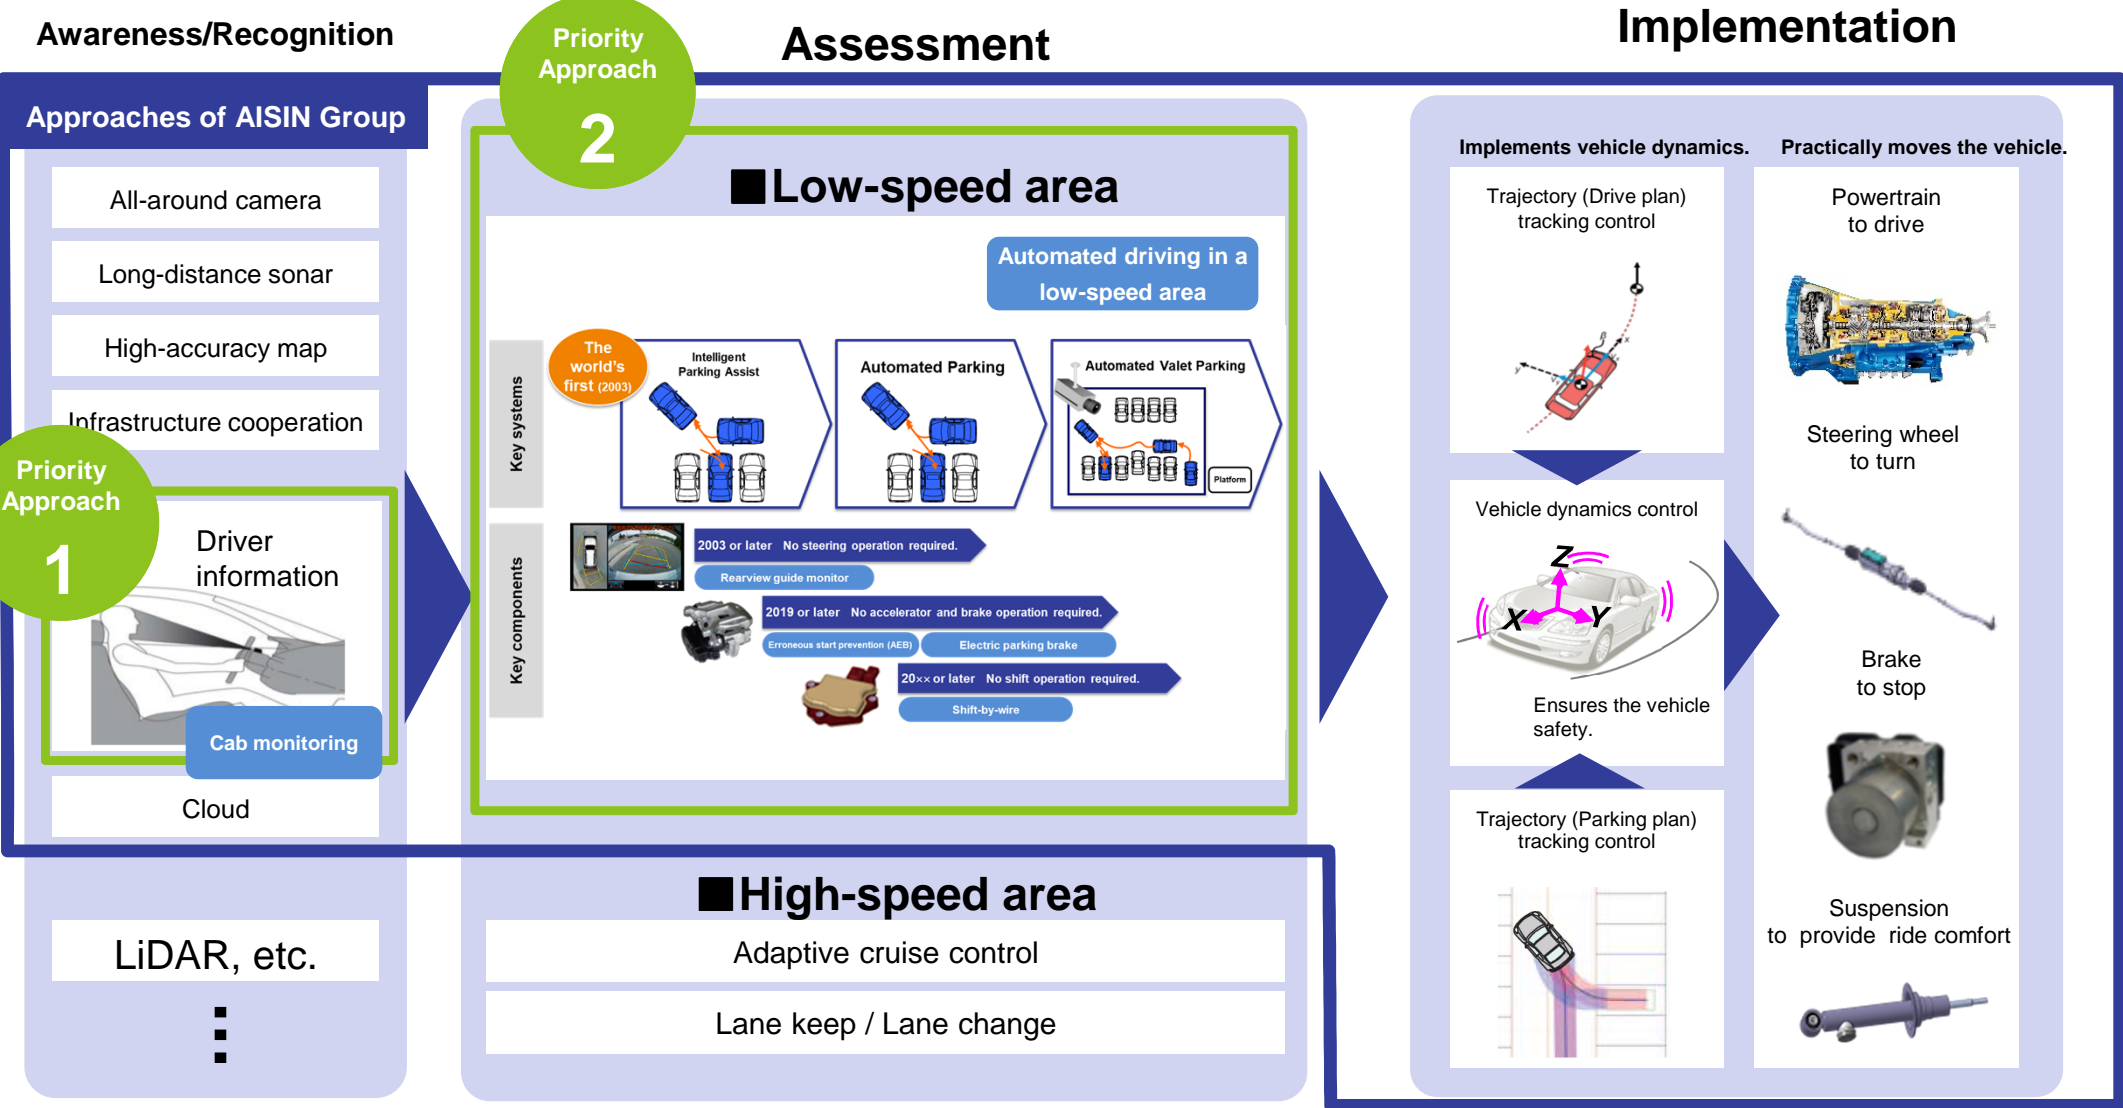 Awareness/Recognition
Assessment
Implementation
Approaches of AISIN Group
All-around camera
Long-distance sonar
High-accuracy map
Infrastructure cooperation
Priority
Approach
1
Driver
information
Cab monitoring
Cloud
LiDAR, etc.
Priority
Approach
2
■Low-speed area
Automated driving in a
low-speed area
Key systems
The
world's
first (2003)
Intelligent
Parking Assist
Automated Parking
Automated Valet Parking
Platform
Key components
2003 or later No steering operation required.
Rearview guide monitor
2019 or later No accelerator and brake operation required.
Erroneous start prevention (AEB)
Electric parking brake
20×× or later No shift operation required.
Shift-by-wire
■High-speed area
Adaptive cruise control
Lane keep / Lane change
Implements vehicle dynamics.
Trajectory (Drive plan)
tracking control
x
y
Vehicle dynamics control
Z
X
Y
Ensures the vehicle
safety.
Trajectory (Parking plan)
tracking control
Practically moves the vehicle.
Powertrain
to drive
Steering wheel
to turn
Brake
to stop
Suspension
to provide ride comfort